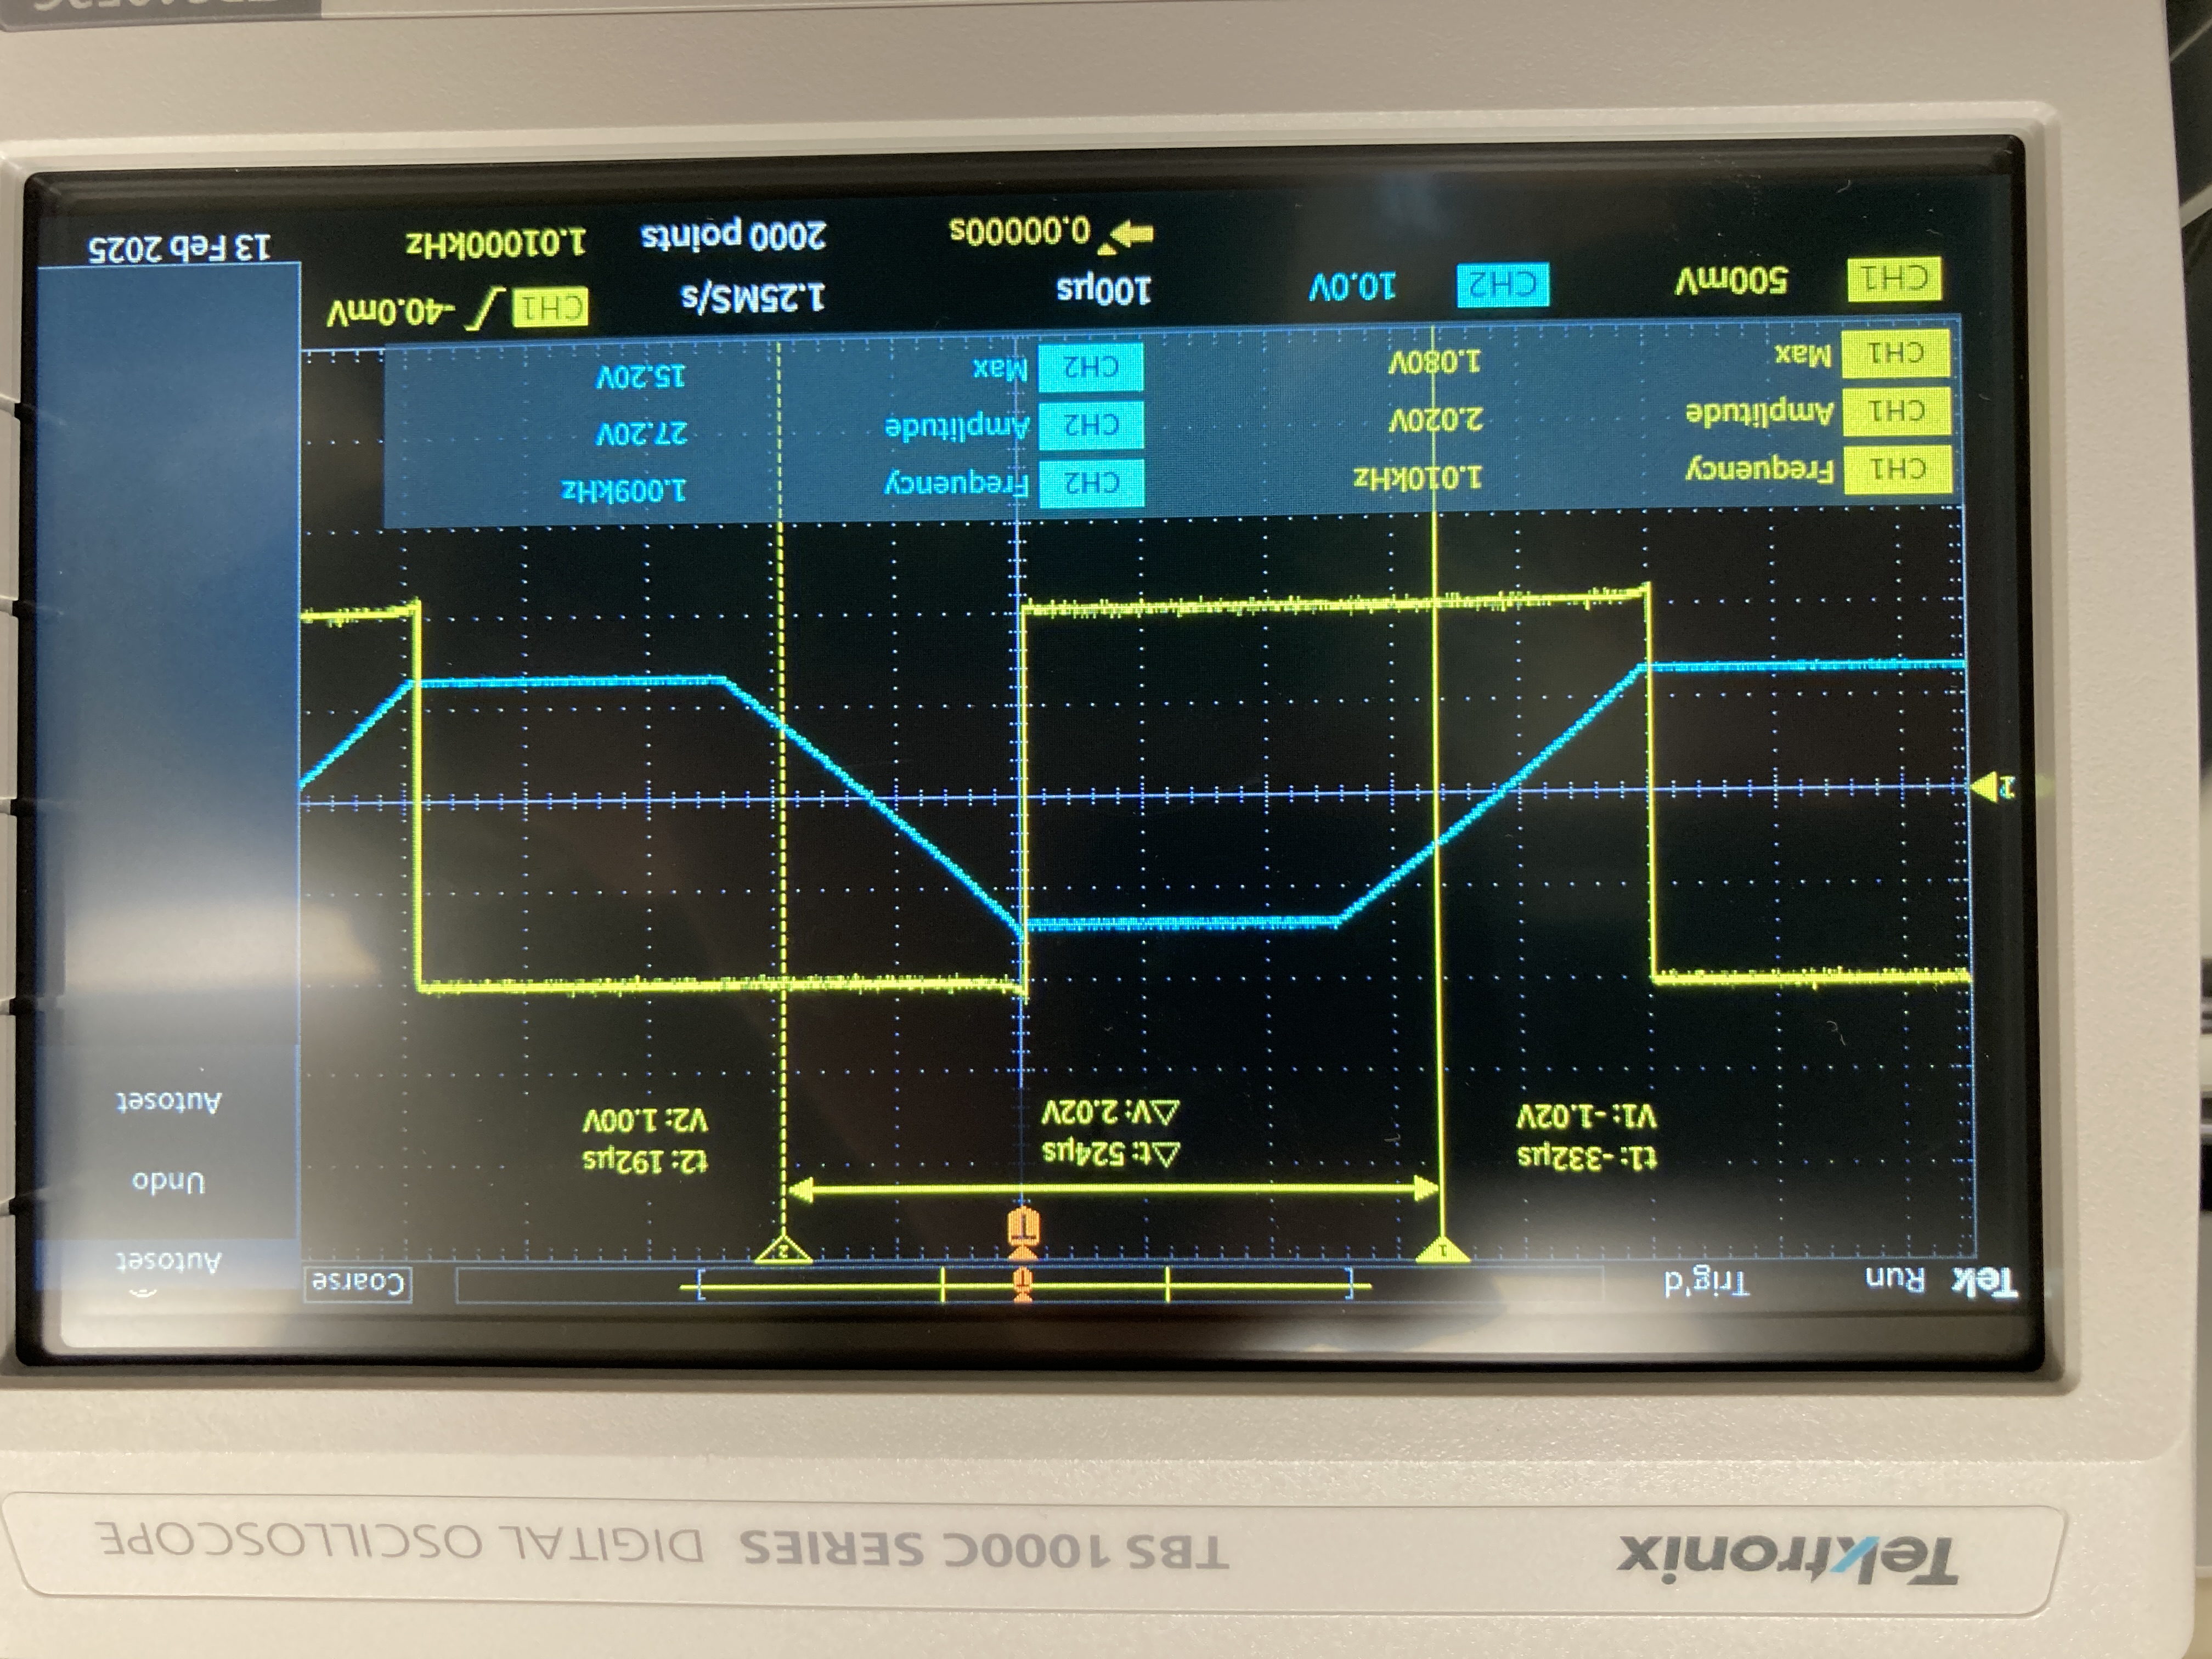 Tektronix
TBS 1000C SERIES DIGITAL OSCILLOSCOPE
Tek Run Trig'd
T
Coarse
Autoset
Undo
Autoset
1
T
2
t1: -332µs
V1: -1.02V
△t: 524µs
△V: 2.02V
t2: 192µs
V2: 1.00V
CH1 Frequency 1.010kHz
CH1 Amplitude 2.020V
CH1 Max 1.080V
CH2 Frequency 1.009kHz
CH2 Amplitude 27.20V
CH2 Max 15.20V
CH1 500mV
CH2 10.0V
100µs
0.00000s
1.25MS/s
2000 points
CH1 -40.0mV
1.01000kHz
13 Feb 2025